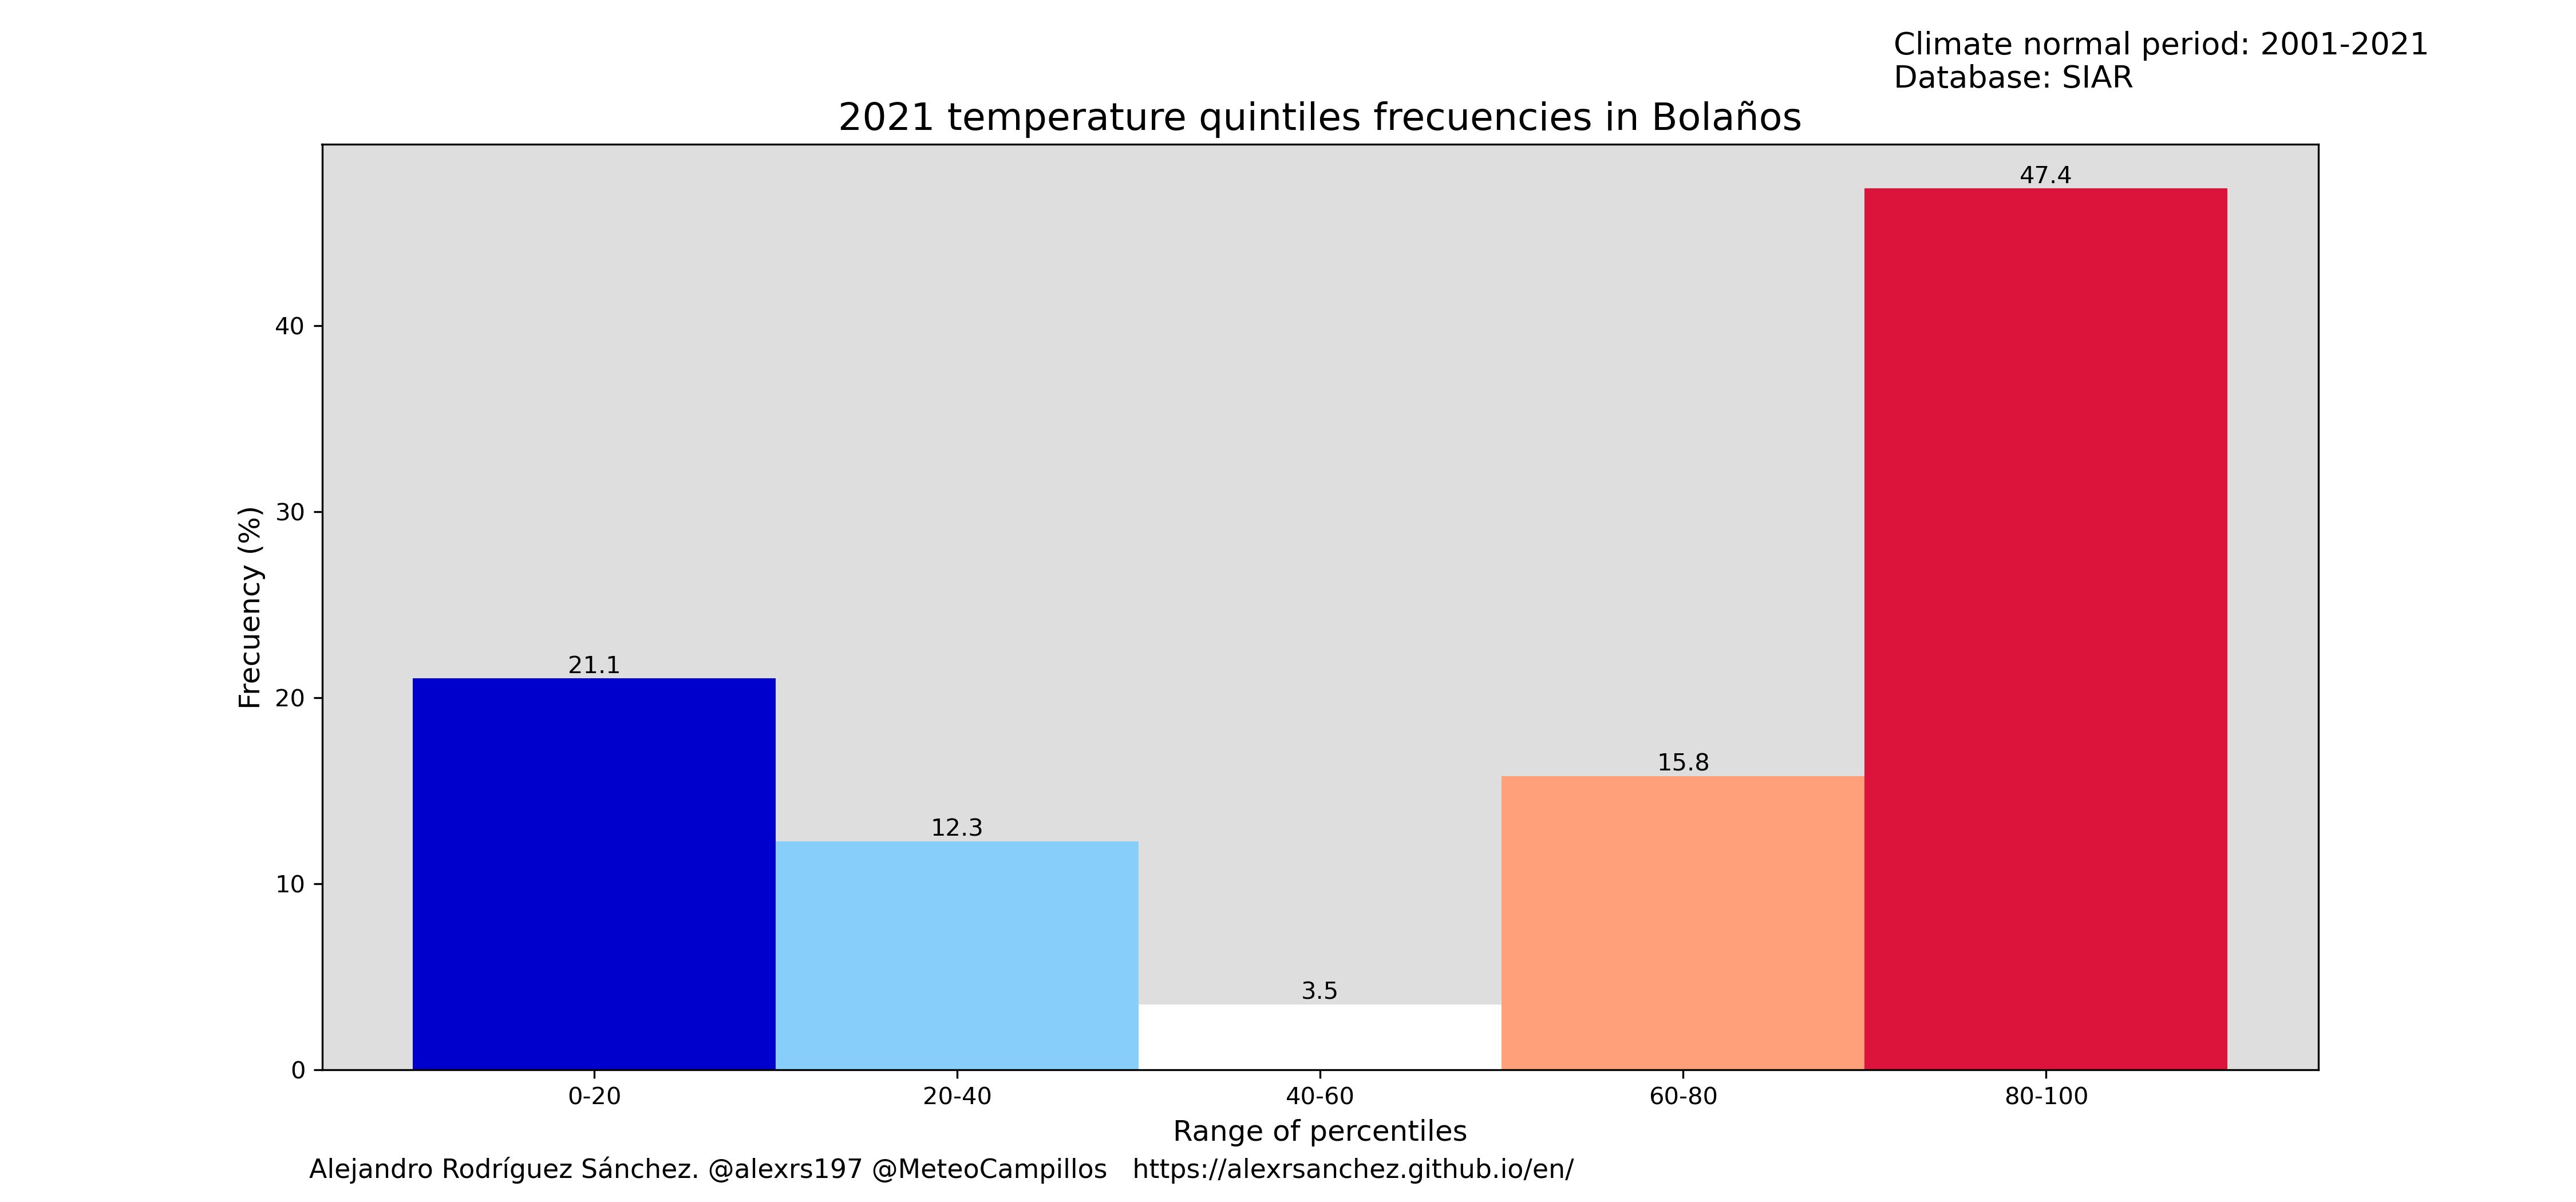 Climate normal period: 2001-2021
Database: SIAR
2021 temperature quintiles frecuencies in Bolaños
47.4
40
30
Frecuency (%)
21.1
20
15.8
12.3
10
3.5
0
0-20 20-40 40-60 60-80 80-100
Range of percentiles
Alejandro Rodríguez Sánchez. @alexrs197 @MeteoCampillos https://alexrsanchez.github.io/en/